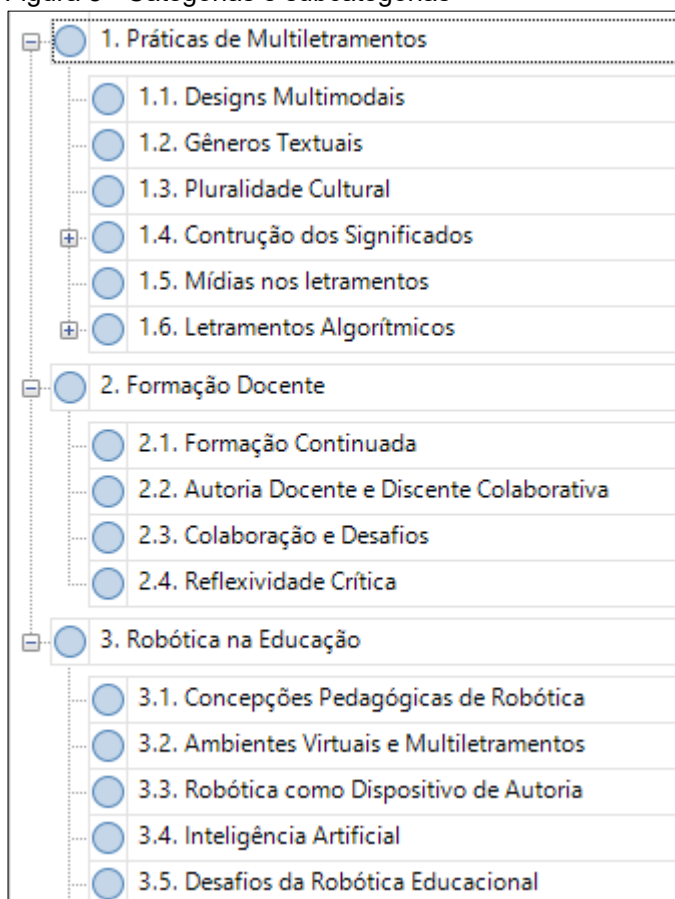 1. Práticas de Multiletramentos
1.1. Designs Multimodais
1.2. Gêneros Textuais
1.3. Pluralidade Cultural
1.4. Contrução dos Significados
1.5. Mídias nos letramentos
1.6. Letramentos Algorítmicos
2. Formação Docente
2.1. Formação Continuada
2.2. Autoria Docente e Discente Colaborativa
2.3. Colaboração e Desafios
2.4. Reflexividade Crítica
3. Robótica na Educação
3.1. Concepções Pedagógicas de Robótica
3.2. Ambientes Virtuais e Multiletramentos
3.3. Robótica como Dispositivo de Autoria
3.4. Inteligência Artificial
3.5. Desafios da Robótica Educacional